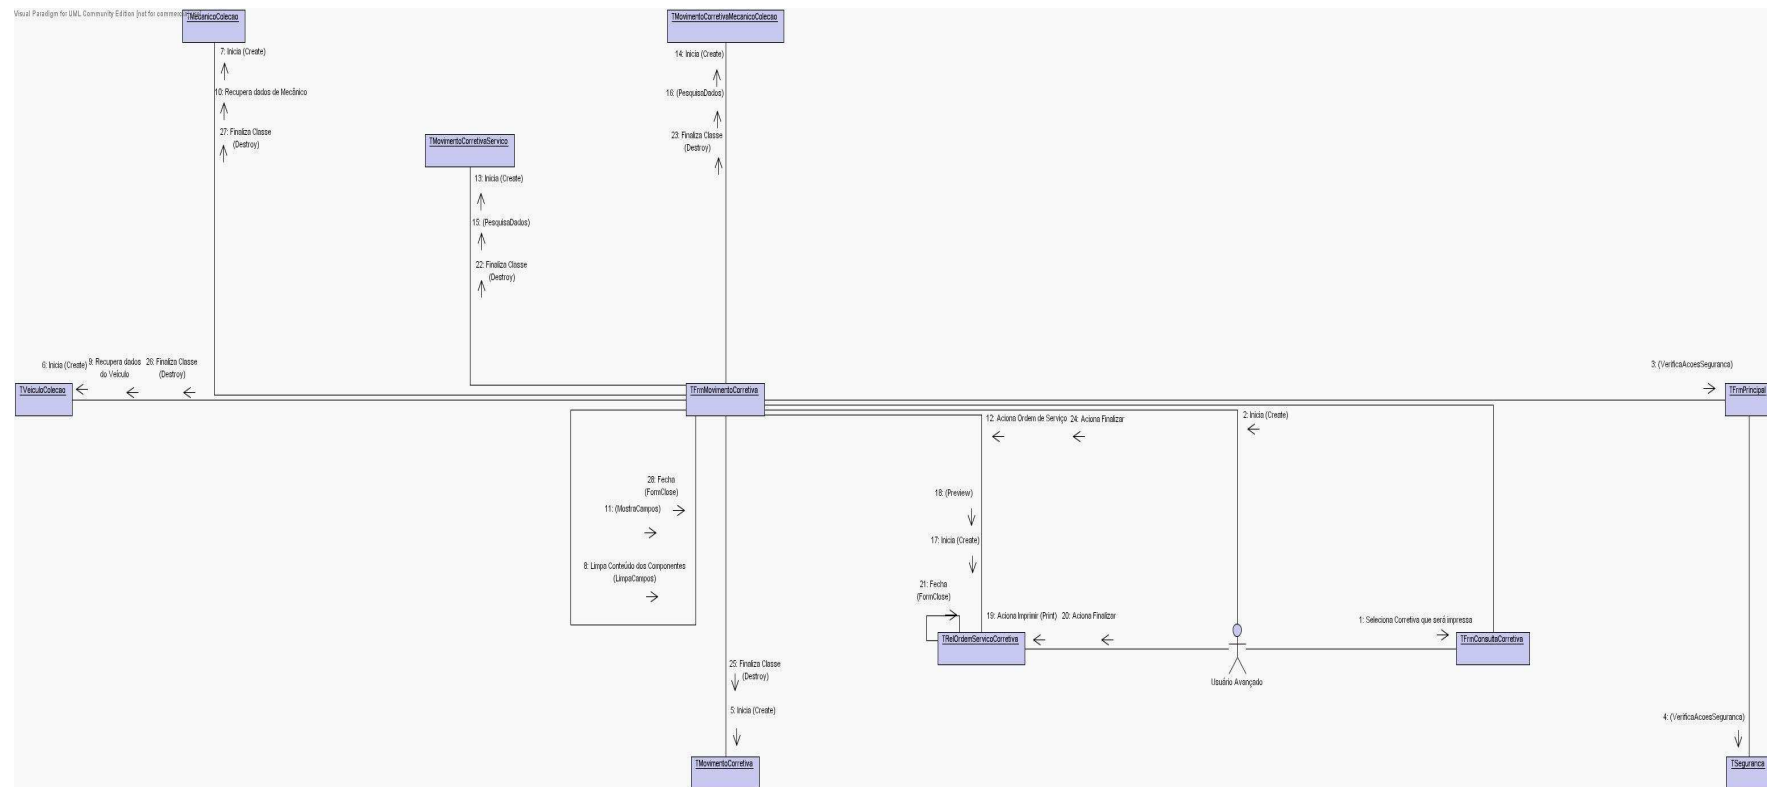 Visual Paradigm for UML Community Edition [not for commerc
TMecanicoColecao
TMovimentoCorretivaMecanicoColecao
7: Inicia (Create)
10: Recupera dados de Mecânico
27: Finaliza Classe
(Destroy)
14: Inicia (Create)
16: (PesquisaDados)
23: Finaliza Classe
(Destroy)
TMovimentoCorretivaServico
13: Inicia (Create)
15: (PesquisaDados)
22: Finaliza Classe
(Destroy)
6: Inicia (Create)
9: Recupera dados
do Veículo
26: Finaliza Classe
(Destroy)
TVeiculoColecao
TFrmMovimentoCorretiva
3: (VerificaAcoesSeguranca)
TFrmPrincipal
12: Aciona Ordem de Serviço
24: Aciona Finalizar
2: Inicia (Create)
28: Fecha
(FormClose)
11: (MostraCampos)
8: Limpa Conteúdo dos Componentes
(LimpaCampos)
18: (Preview)
17: Inicia (Create)
21: Fecha
(FormClose)
19: Aciona Imprimir (Print)
20: Aciona Finalizar
1: Seleciona Corretiva que será impressa
TRelOrdemServicoCorretiva
TFrmConsultaCorretiva
Usuário Avançado
25: Finaliza Classe
(Destroy)
5: Inicia (Create)
4: (VerificaAcoesSeguranca)
TMovimentoCorretiva
TSeguranca